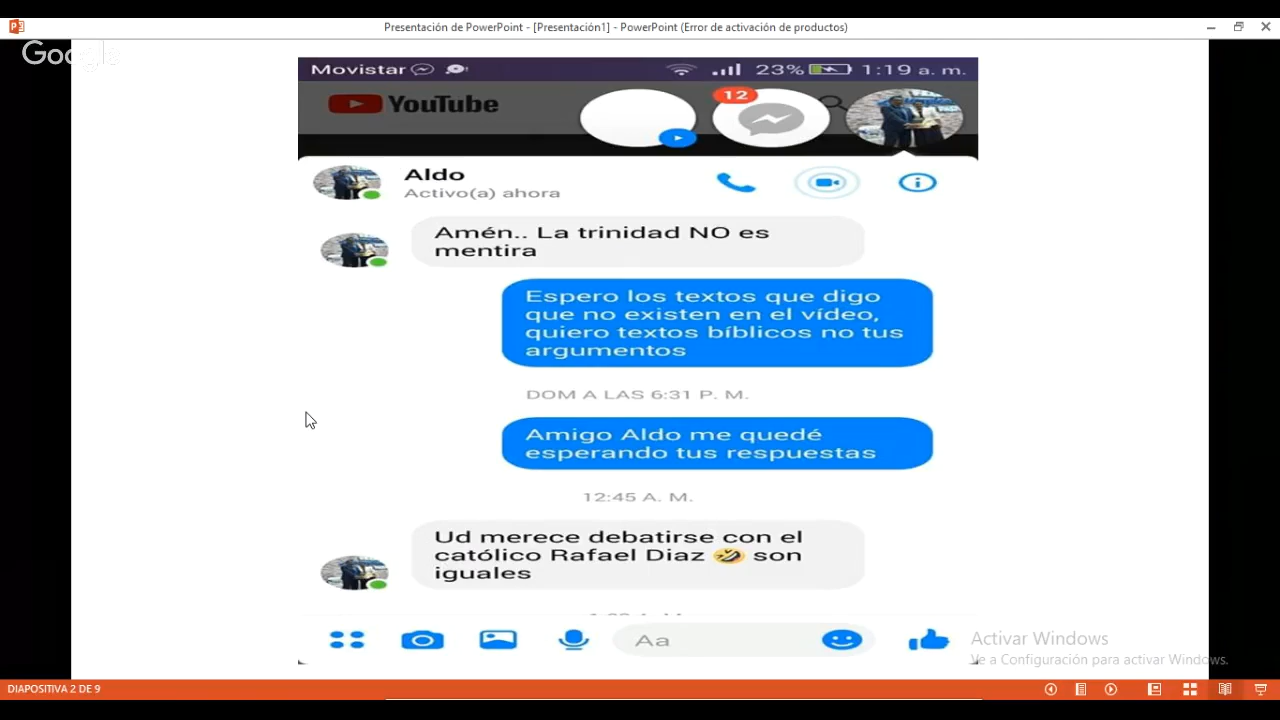 Presentación de PowerPoint - [Presentación1] - PowerPoint (Error de activación de productos)
Google
Movistar 23% 1:19 a. m.
YouTube
12
Aldo
Activo(a) ahora
Amén.. La trinidad NO es
mentira
Espero los textos que digo
que no existen en el vídeo,
quiero textos bíblicos no tus
argumentos
DOM A LAS 6:31 P. M.
Amigo Aldo me quedé
esperando tus respuestas
12:45 A. M.
Ud merece debatirse con el
católico Rafael Diaz 🤣 son
iguales
Aa
Activar Windows
Ve a Configuración para activar Windows.
DIAPOSITIVA 2 DE 9